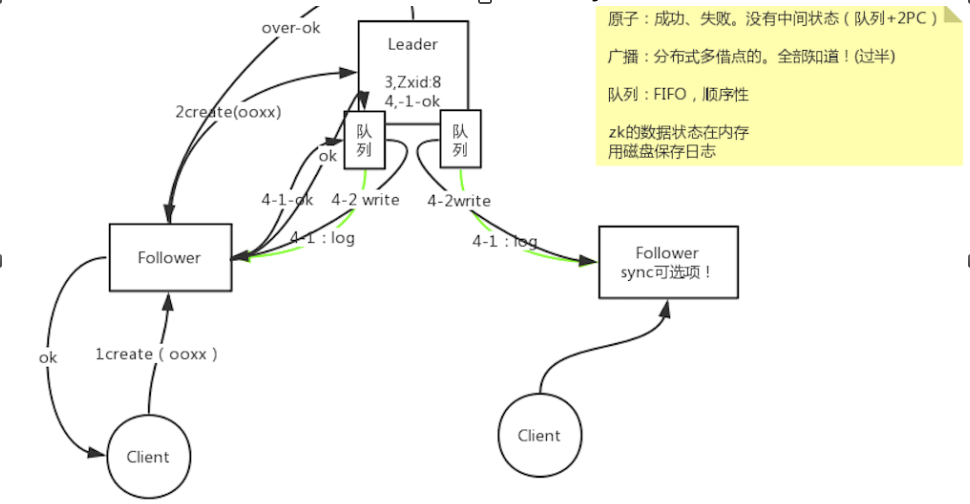 over-ok
Leader
3,Zxid:8
4,-1-ok
2create(ooxx)
队列
队列
ok
4-1-ok
4-2 write
4-2write
4-1：log
4-1：log
Follower
Follower
sync可选项！
ok
1create（ooxx）
Client
Client
原子：成功、失败。没有中间状态（队列+2PC）
广播：分布式多借点的。全部知道！(过半)
队列：FIFO，顺序性
zk的数据状态在内存
用磁盘保存日志